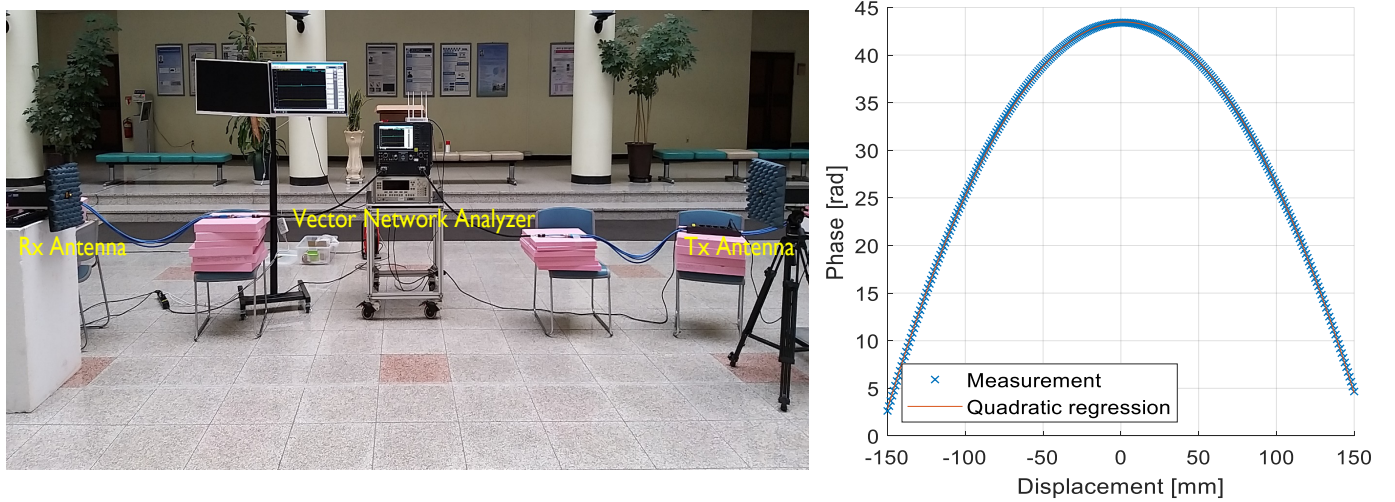 Vector Network Analyzer
Rx Antenna
Tx Antenna
45
40
35
30
25
20
15
10
5
0
Phase [rad]
Measurement
Quadratic regression
-150
-100
-50
0
50
100
150
Displacement [mm]